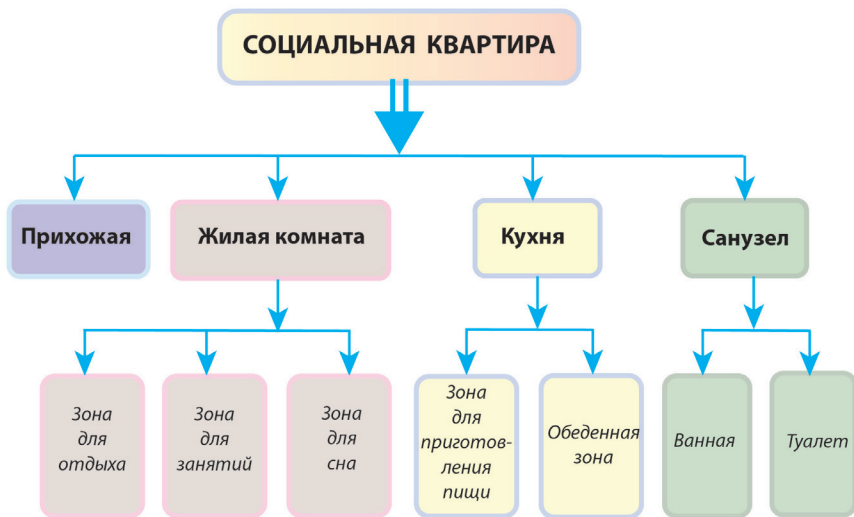 СОЦИАЛЬНАЯ КВАРТИРА
Прихожая
Жилая комната
Кухня
Санузел
Зона
для
отдыха
Зона
для
занятий
Зона
для
сна
Зона
для
приготов-
ления
пищи
Обеденная
зона
Ванная
Туалет